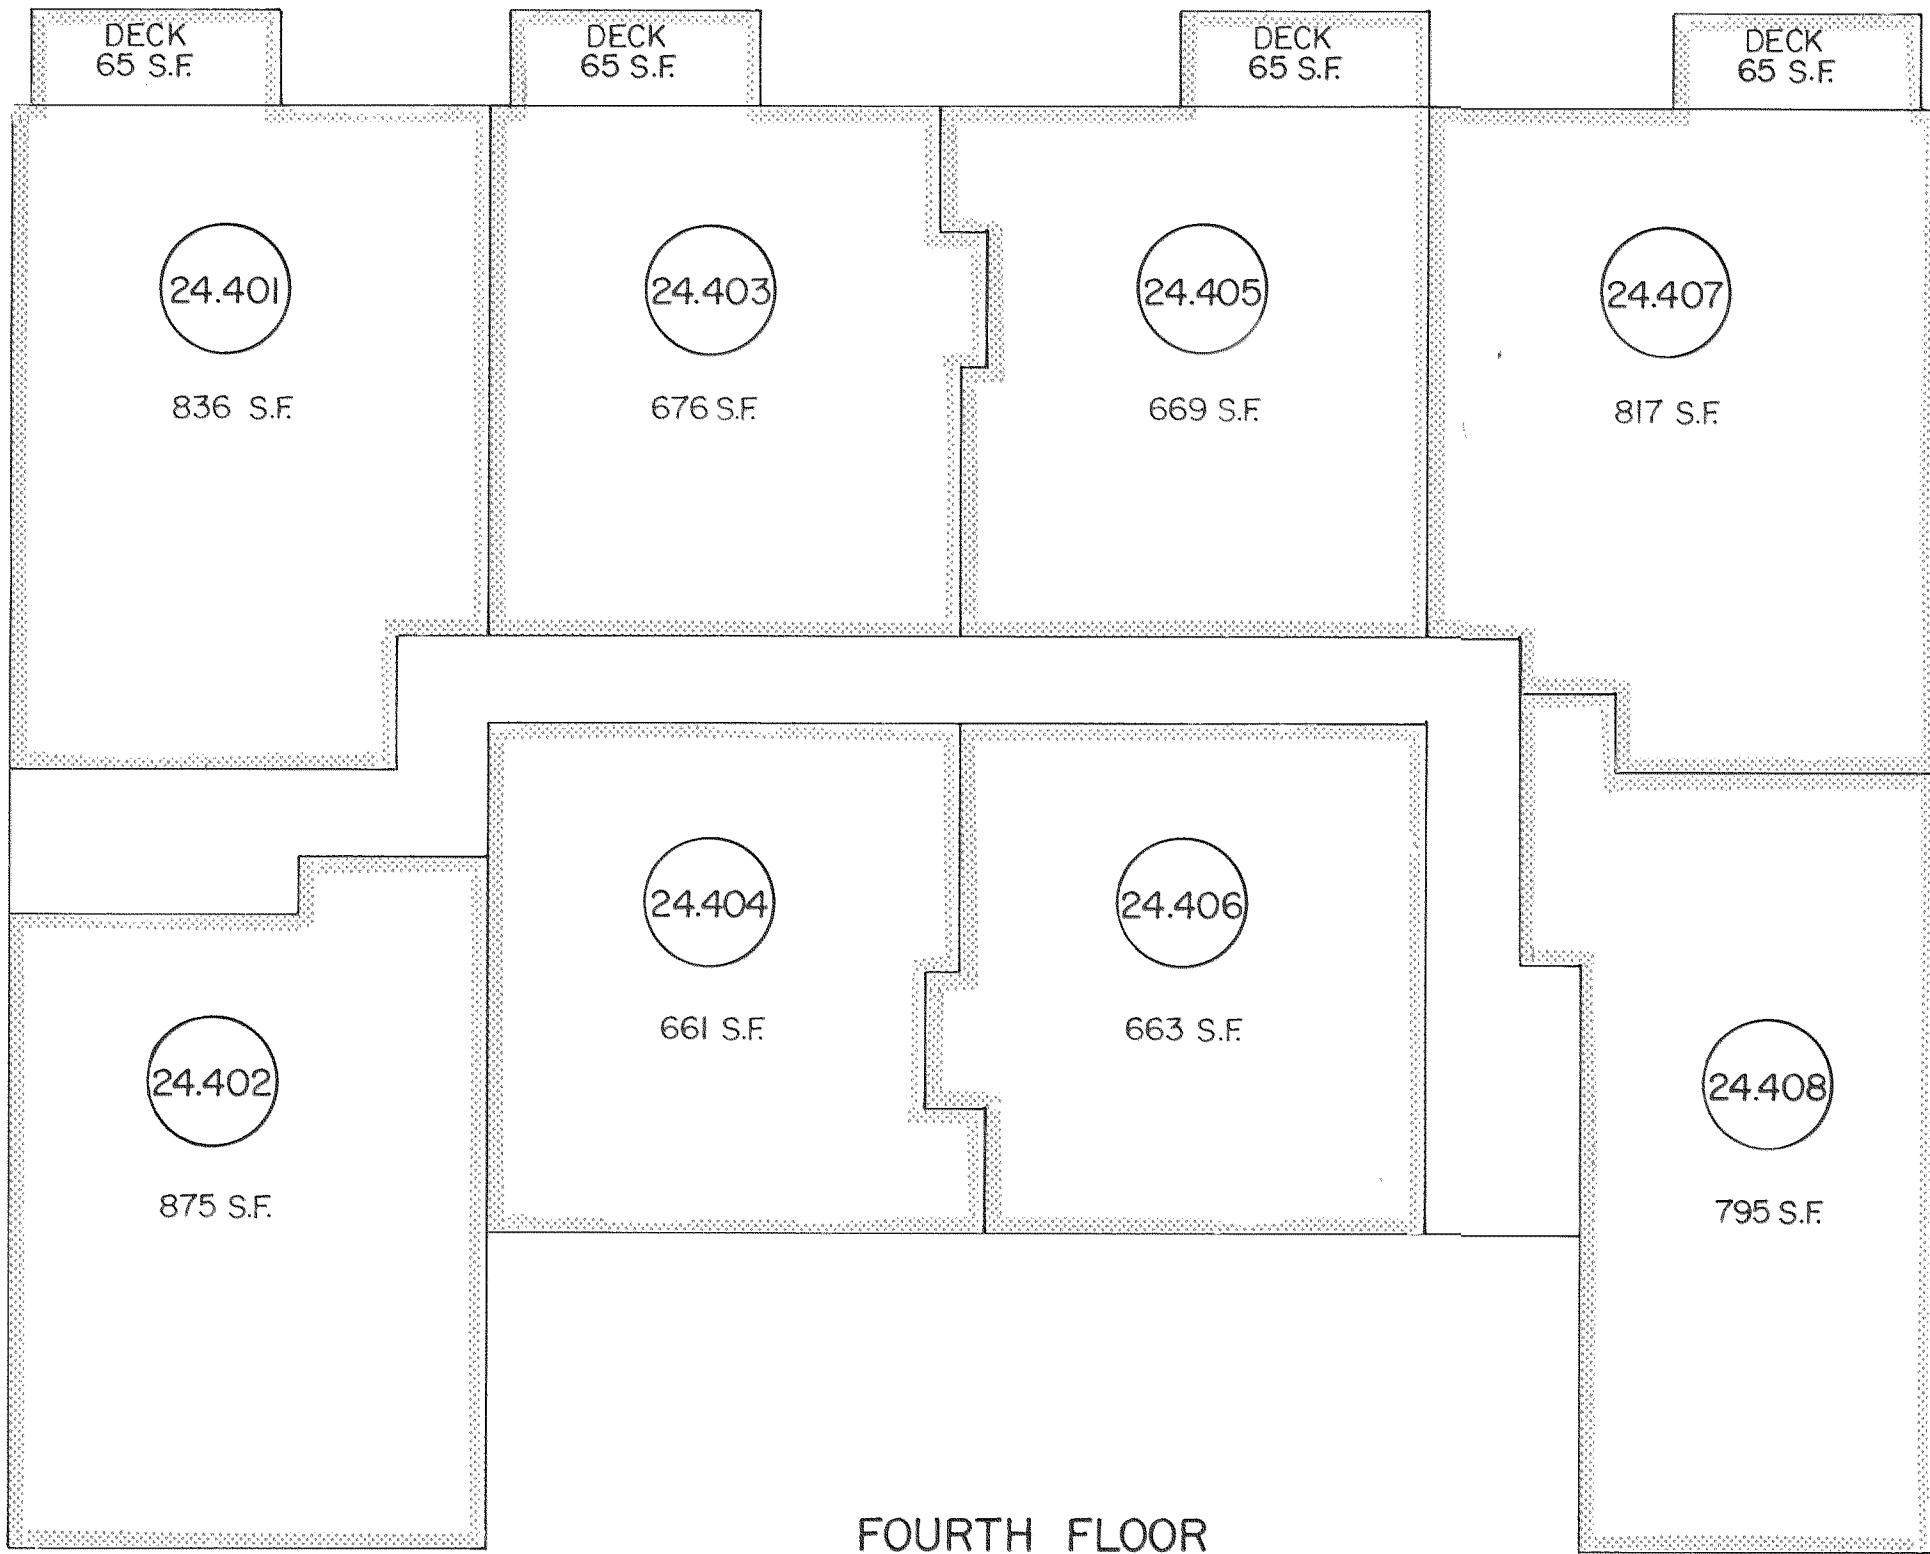 DECK
65 S.F.
DECK
65 S.F.
DECK
65 S.F.
DECK
65 S.F.
24.401
836 S.F.
24.403
676 S.F.
24.405
669 S.F.
24.407
817 S.F.
24.404
661 S.F.
24.406
663 S.F.
24.402
875 S.F.
24.408
795 S.F.
FOURTH FLOOR